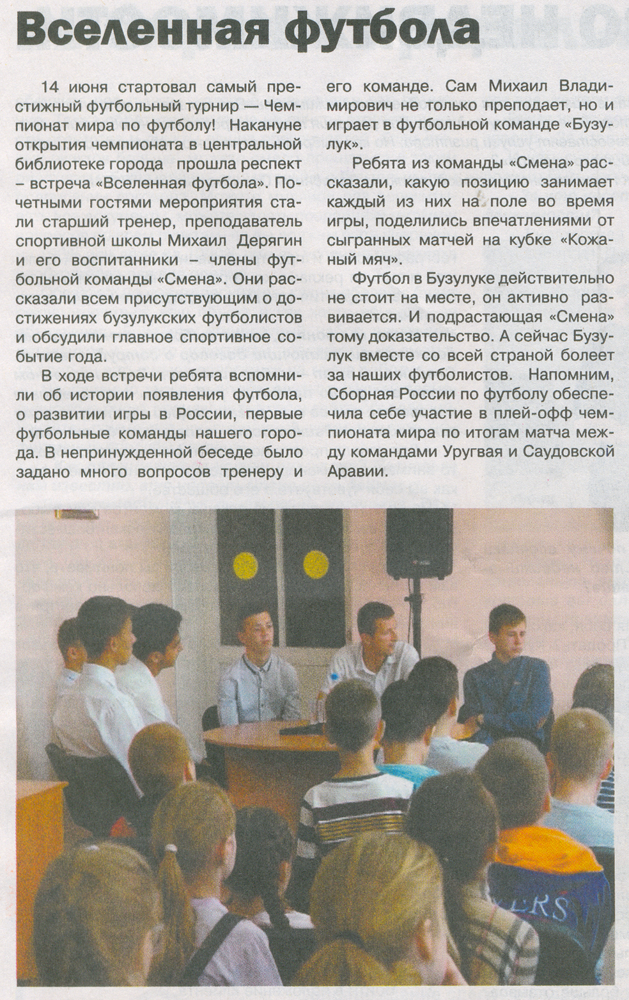 Вселенная футбола
14 июня стартовал самый пре-
стижный футбольный турнир — чем-
пионат мира по футболу! Накануне
открытия чемпионата в центральной
библиотеке города прошла респект
– встреча «Вселенная футбола». По-
четными гостями мероприятия ста-
ли старший тренер, преподаватель
спортивной школы Михаил Дерягин
и его воспитанники – члены фут-
больной команды «Смена». Они рас-
сказали всем присутствующим о до-
стижениях бузулукских футболистов
и обсудили главное спортивное со-
бытие года.
В ходе встречи ребята вспомни-
ли об истории появления футбола,
о развитии игры в России, первые
футбольные команды нашего горо-
да. В непринужденной беседе было
задано много вопросов тренеру и
его команде. Сам Михаил Влади-
мирович не только преподает, но и
играет в футбольной команде «Бузу-
лук».
Ребята из команды «Смена» рас-
сказали, какую позицию занимает
каждый из них на поле во время
игры, поделились впечатлениями от
сыгранных матчей на кубке «Кожа-
ный мяч».
Футбол в Бузулуке действительно
не стоит на месте, он активно раз-
вивается. И подрастающая «Смена»
тому доказательство. А сейчас Бузу-
лук вместе со всей страной болеет
за наших футболистов. Напомним,
Сборная России по футболу обеспе-
чила себе участие в плей-офф чем-
пионата мира по итогам матча меж-
ду командами Уругвая и Саудовской
Аравии.